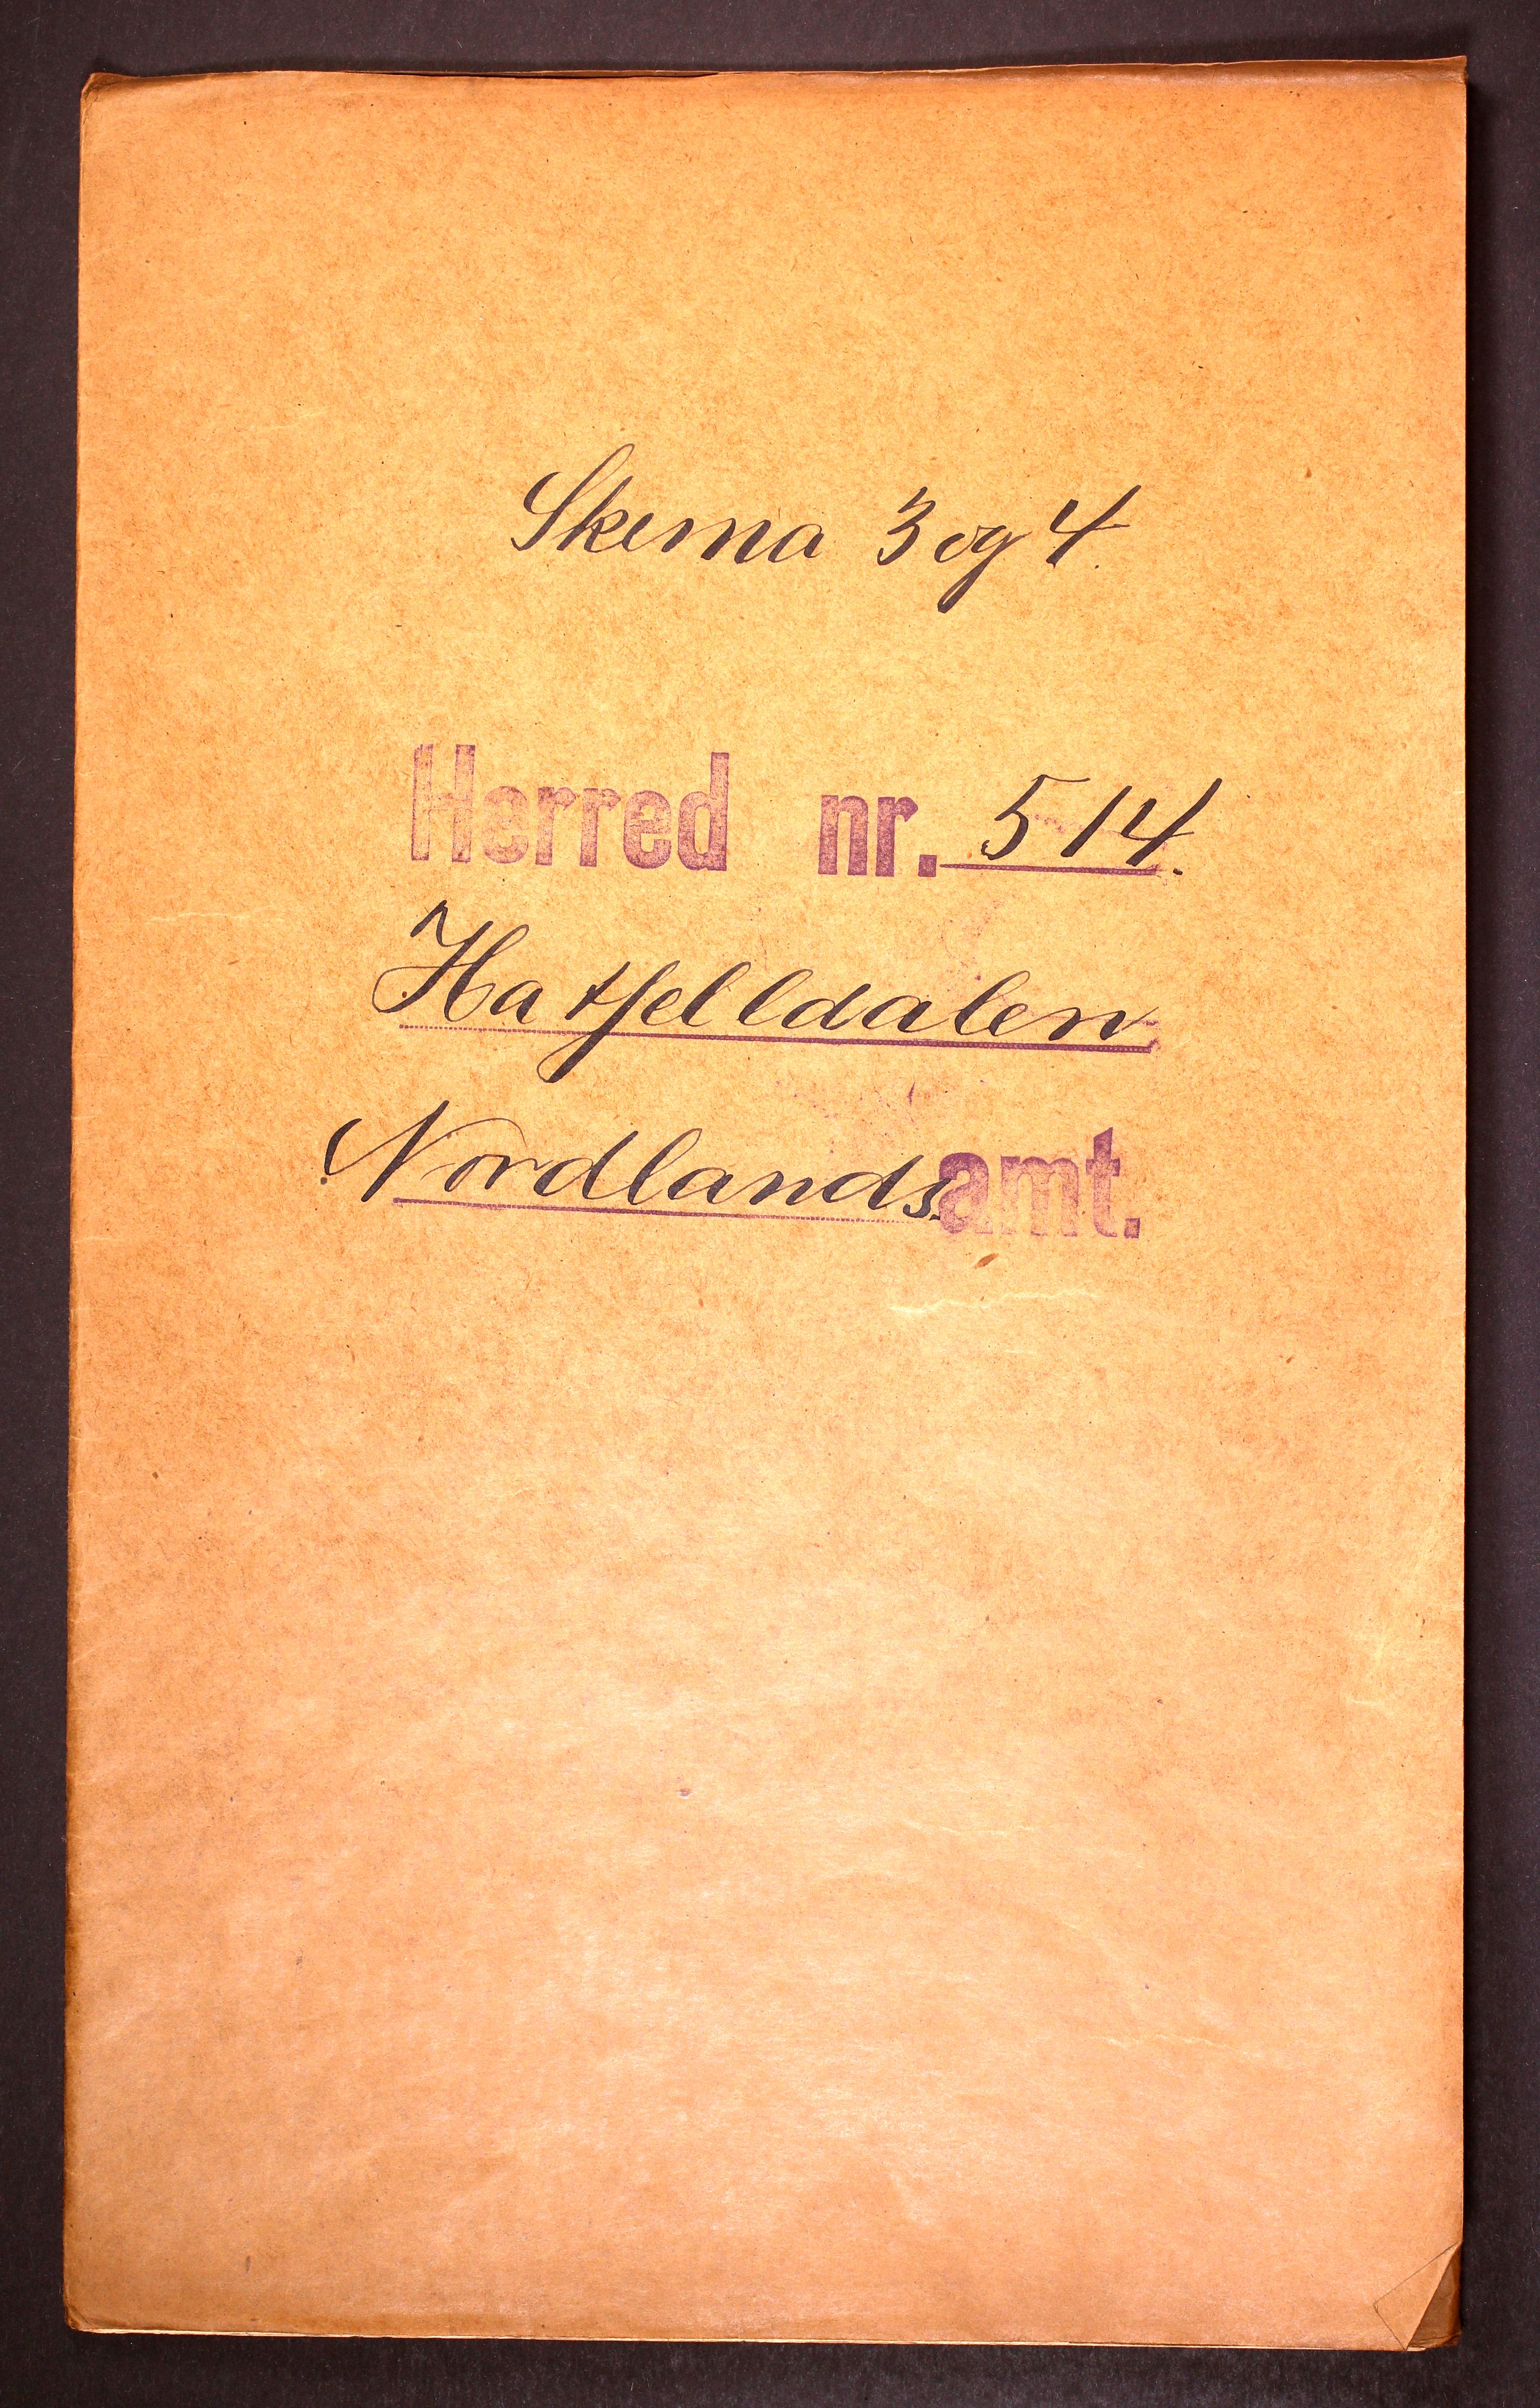 Skema 3 og 4.
Herred nr. 514.
Hatfjelldalen
Nordlands amt.